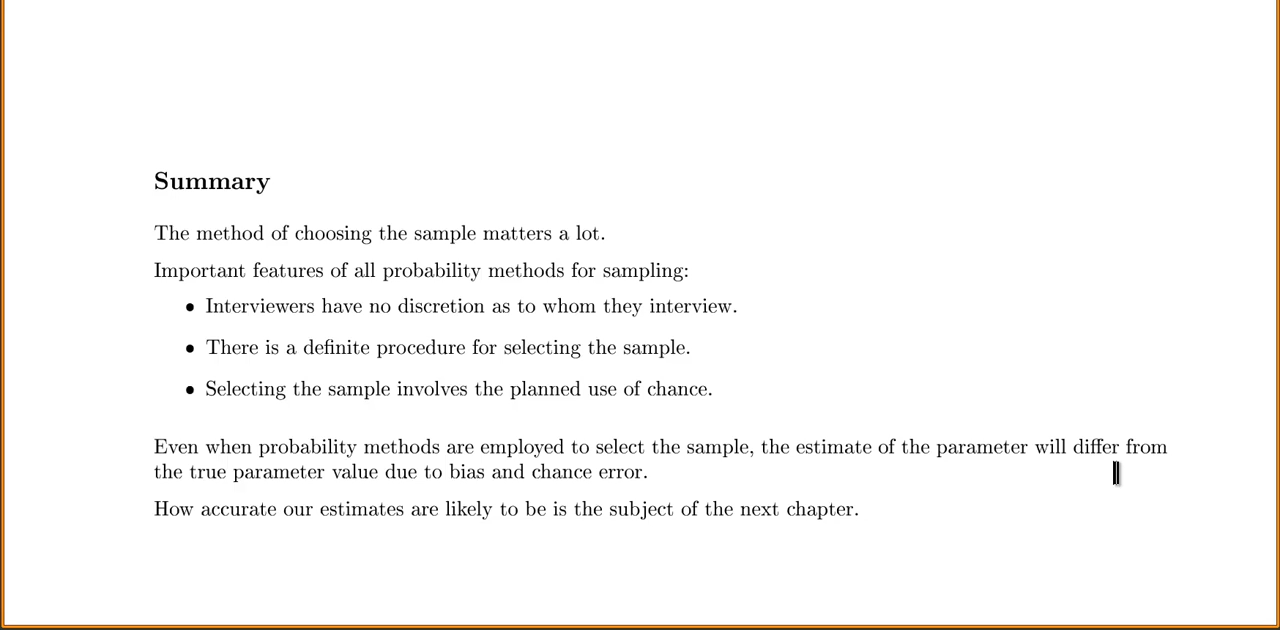 Summary
The method of choosing the sample matters a lot.
Important features of all probability methods for sampling:
• Interviewers have no discretion as to whom they interview.
• There is a definite procedure for selecting the sample.
• Selecting the sample involves the planned use of chance.
Even when probability methods are employed to select the sample, the estimate of the parameter will differ from
the true parameter value due to bias and chance error.
How accurate our estimates are likely to be is the subject of the next chapter.